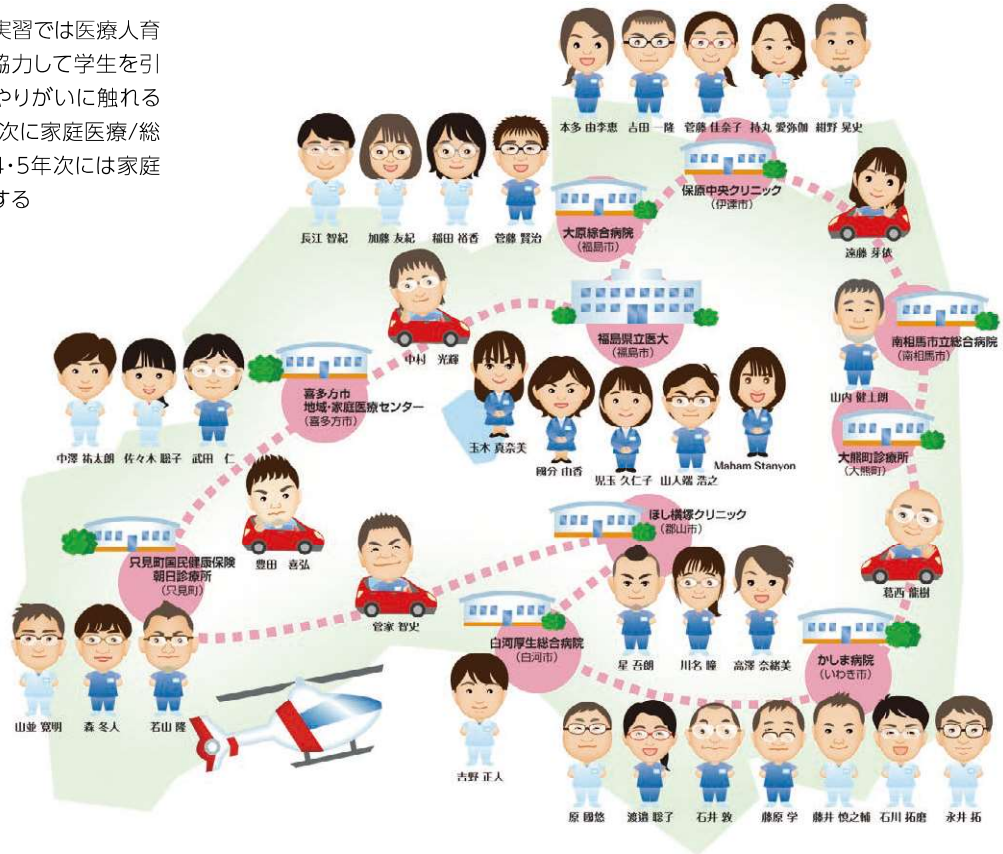 実習では医療人育
協力して学生を引
やりがいに触れる
次に家庭医療/総
4・5年次には家庭
する
本多 由李恵
吉田 一隆
菅藤 佳奈子
持丸 愛弥伽
紺野 晃史
保原中央クリニック
(伊達市)
長江 智紀
加藤 友紀
稲田 裕香
菅藤 賢治
大原綜合病院
(福島市)
遠藤 芽依
福島県立医大
(福島市)
中村 光輝
南相馬市立総合病院
(南相馬市)
山内 健士朗
喜多方市
地域・家庭医療センター
(喜多方市)
中澤 祐太朗
佐々木 聡子
武田 仁
玉木 真奈美
國分 由香
児玉 久仁子
山入端 浩之
Maham Stanyon
大熊町診療所
(大熊町)
ほし横塚クリニック
(郡山市)
豊田 喜弘
只見町国民健康保険
朝日診療所
(只見町)
菅家 智史
葛西 龍樹
白河厚生総合病院
(白河市)
星 吾朗
川名 瞳
高澤 奈緒美
かしま病院
(いわき市)
山並 寛明
森 冬人
若山 隆
吉野 正人
原 國悠
渡邉 聡子
石井 敦
藤原 学
藤井 慎之輔
石川 拓磨
永井 拓